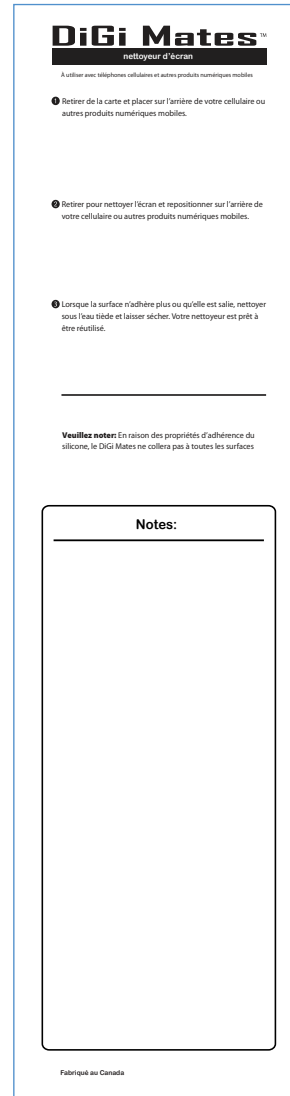 DiGi Mates™
nettoyeur d'écran
À utiliser avec téléphones cellulaires et autres produits numériques mobiles
❶ Retirer de la carte et placer sur l'arrière de votre cellulaire ou
autres produits numériques mobiles.
❷ Retirer pour nettoyer l'écran et repositionner sur l'arrière de
votre cellulaire ou autres produits numériques mobiles.
❸ Lorsque la surface n'adhère plus ou qu'elle est salie, nettoyer
sous l'eau tiède et laisser sécher. Votre nettoyeur est prêt à
être réutilisé.
Veuillez noter: En raison des propriétés d'adhérence du
silicone, le DiGi Mates ne collera pas à toutes les surfaces
Notes:
Fabriqué au Canada